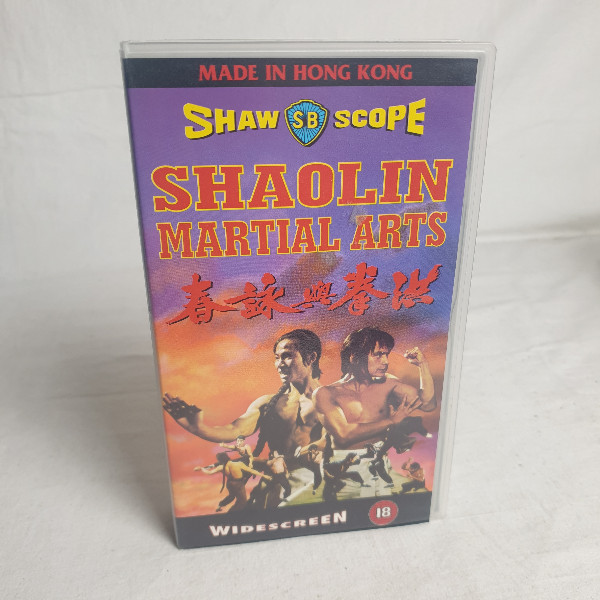 MADE IN HONG KONG
SHAW SB SCOPE
SHAOLIN
MARTIAL ARTS
春詠與拳洪
WIDESCREEN 18